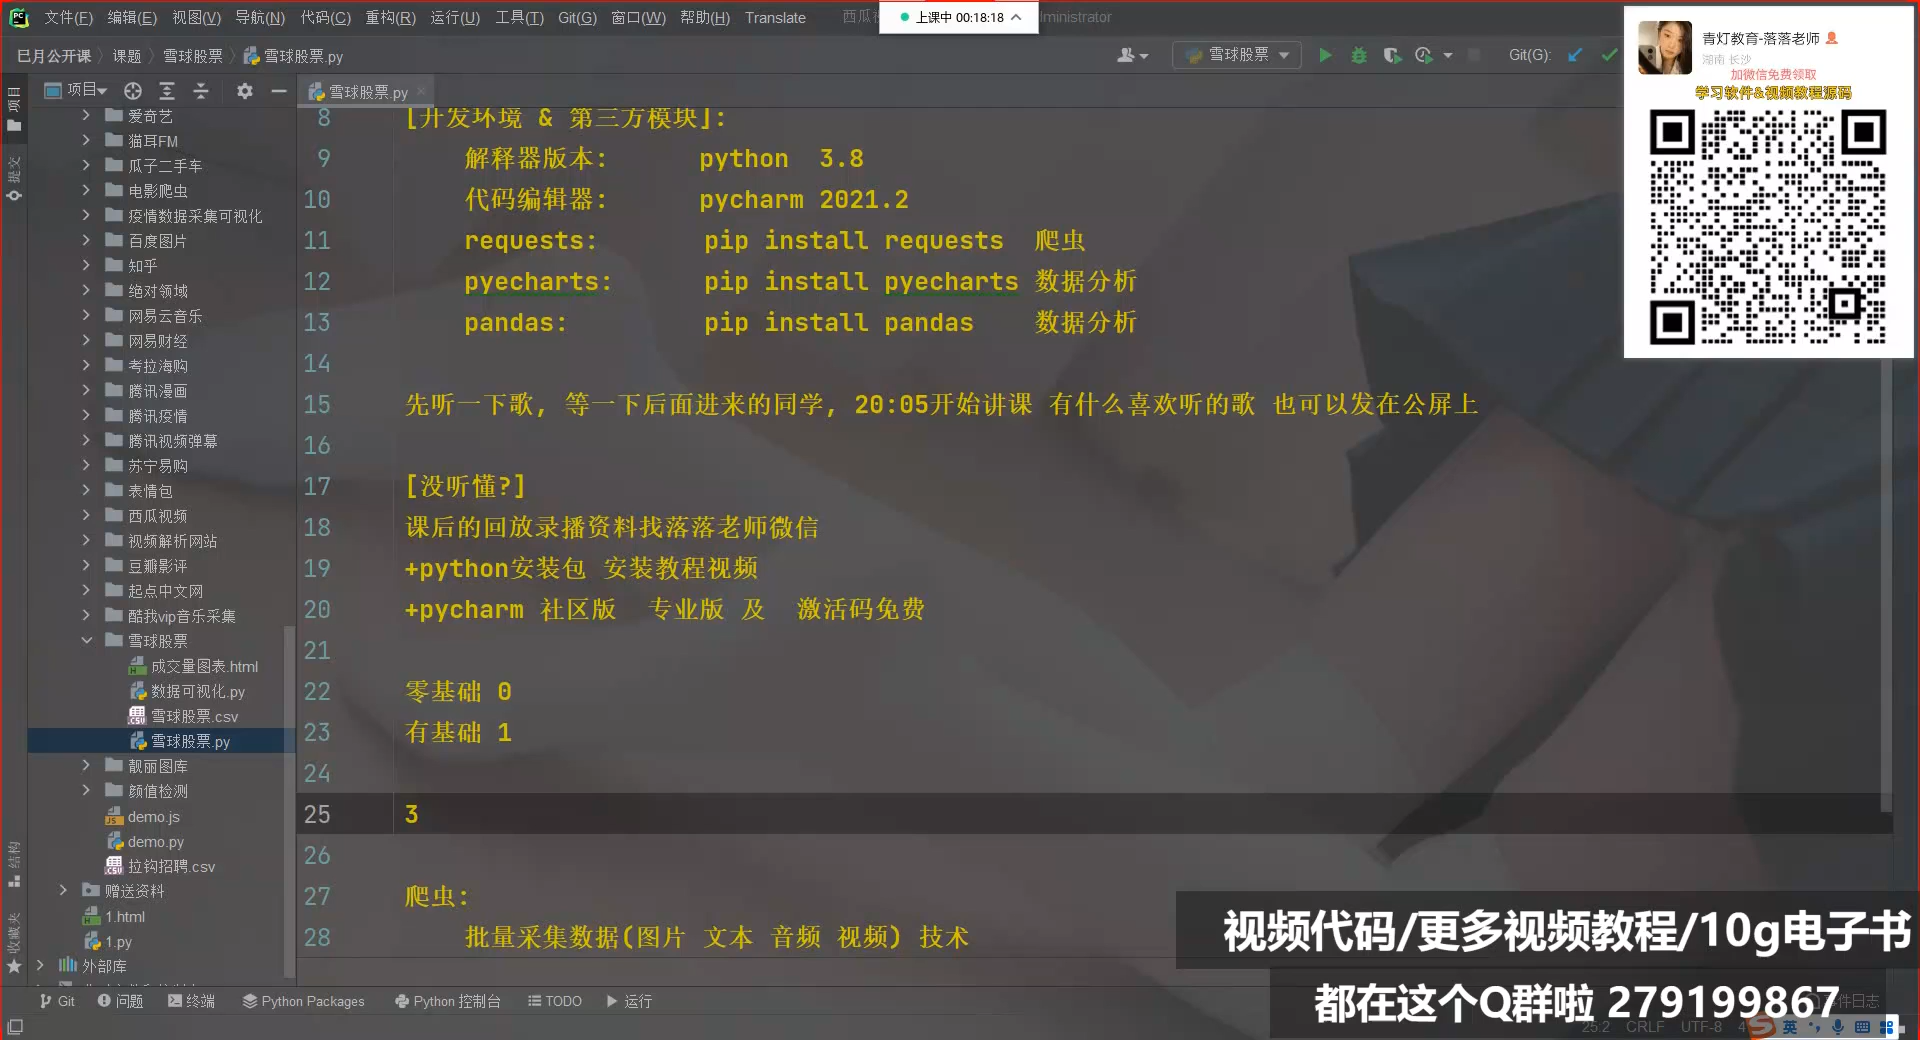 文件(F) 编辑(E) 视图(V) 导航(N) 代码(C) 重构(R) 运行(U) 工具(T) Git(G) 窗口(W) 帮助(H) Translate
上课中 00:18:18
巳月公开课 课题 雪球股票 雪球股票.py
雪球股票
Git(G):
项目
雪球股票.py
项目
提交
结构
收藏夹
爱奇艺
猫耳FM
瓜子二手车
电影爬虫
疫情数据采集可视化
百度图片
知乎
绝对领域
网易云音乐
网易财经
考拉海购
腾讯漫画
腾讯疫情
腾讯视频弹幕
苏宁易购
表情包
西瓜视频
视频解析网站
豆瓣影评
起点中文网
酷我vip音乐采集
雪球股票
成交量图表.html
数据可视化.py
雪球股票.csv
雪球股票.py
靓丽图库
颜值检测
demo.js
demo.py
拉钩招聘.csv
赠送资料
1.html
1.py
外部库
8 [开发环境 & 第三方模块]:
9 解释器版本: python 3.8
10 代码编辑器: pycharm 2021.2
11 requests: pip install requests 爬虫
12 pyecharts: pip install pyecharts 数据分析
13 pandas: pip install pandas 数据分析
14
15 先听一下歌, 等一下后面进来的同学, 20:05开始讲课 有什么喜欢听的歌 也可以发在公屏上
16
17 [没听懂?]
18 课后的回放录播资料找落落老师微信
19 +python安装包 安装教程视频
20 +pycharm 社区版 专业版 及 激活码免费
21
22 零基础 0
23 有基础 1
24
25 3
26
27 爬虫:
28 批量采集数据(图片 文本 音频 视频) 技术
青灯教育-落落老师
湖南 长沙
加微信免费领取
学习软件&视频教程源码
视频代码/更多视频教程/10g电子书
都在这个Q群啦 279199867
Git 问题 终端 Python Packages Python 控制台 TODO 运行
事件日志
25:2 CRLF UTF-8 4
英